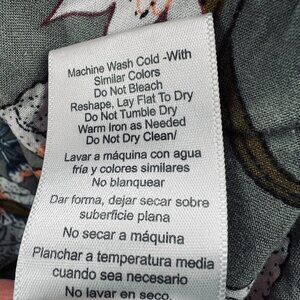 Machine Wash Cold -With
Similar Colors
Do Not Bleach
Reshape, Lay Flat To Dry
Do Not Tumble Dry
Warm Iron as Needed
Do Not Dry Clean/
Lavar a máquina con agua
fría y colores similares
No blanquear
Dar forma, dejar secar sobre
suberficie plana
No secar a máquina
Planchar a temperatura media
cuando sea necesario
No lavar en seco.